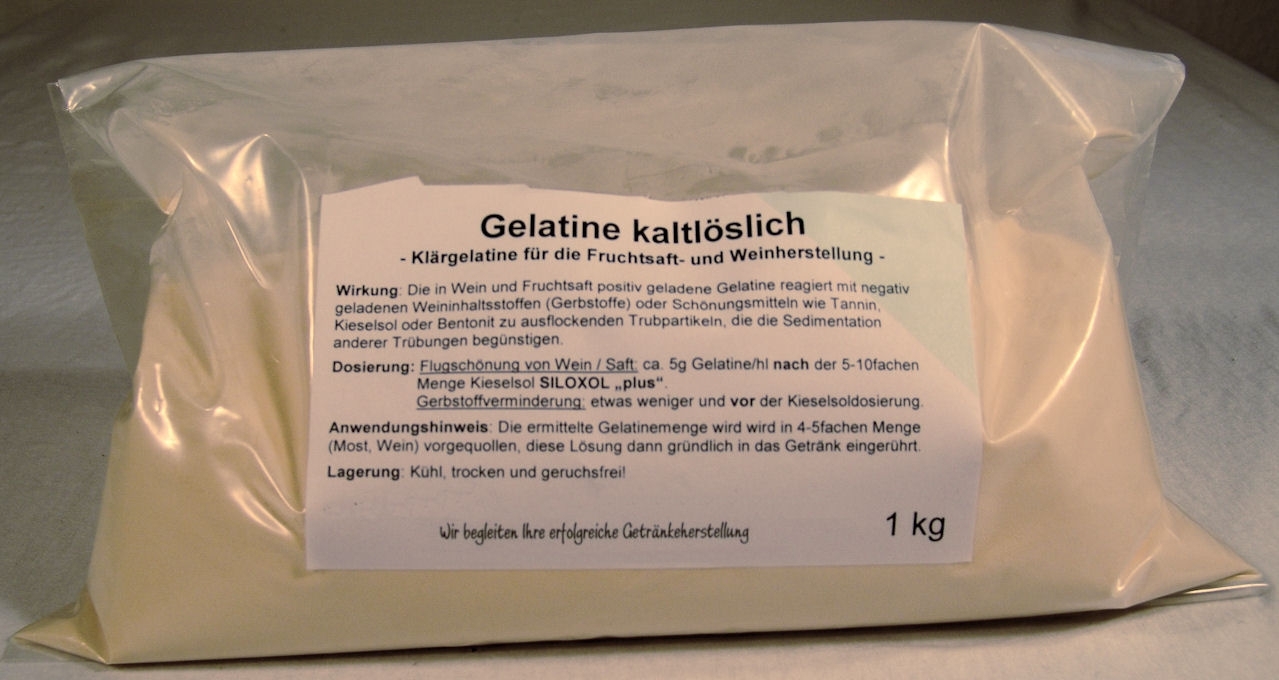 Gelatine kaltlöslich
- Klärgelatine für die Fruchtsaft- und Weinherstellung -
Wirkung: Die in Wein und Fruchtsaft positiv geladene Gelatine reagiert mit negativ
geladenen Weininhaltsstoffen (Gerbstoffe) oder Schönungsmitteln wie Tannin,
Kieselsol oder Bentonit zu ausflockenden Trubpartikeln, die die Sedimentation
anderer Trübungen begünstigen.
Dosierung: Flugschönung von Wein / Saft: ca. 5g Gelatine/hl nach der 5-10fachen
Menge Kieselsol SILOXOL „plus“.
Gerbstoffverminderung: etwas weniger und vor der Kieselsoldosierung.
Anwendungshinweis: Die ermittelte Gelatinemenge wird wird in 4-5fachen Menge
(Most, Wein) vorgequollen, diese Lösung dann gründlich in das Getränk eingerührt.
Lagerung: Kühl, trocken und geruchsfrei!
Wir begleiten Ihre erfolgreiche Getränkeherstellung
1 kg